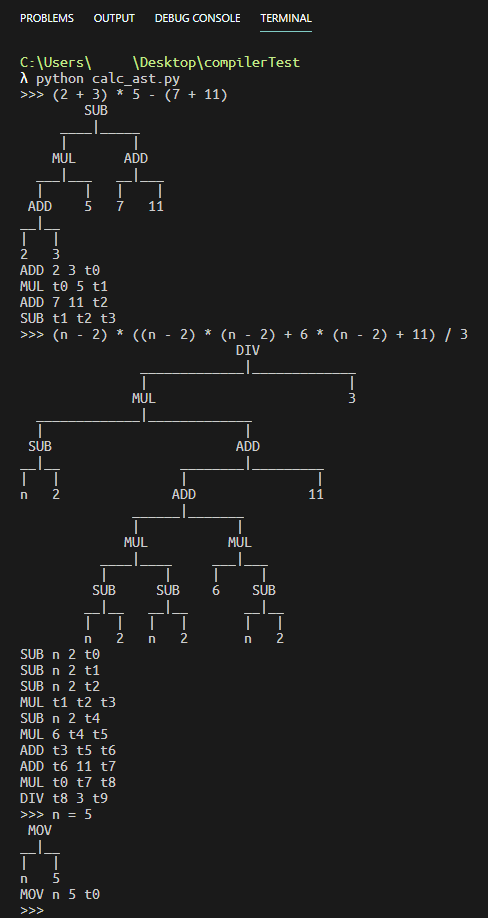 PROBLEMS OUTPUT DEBUG CONSOLE TERMINAL
C:\Users\ \Desktop\compilerTest
λ python calc_ast.py
>>> (2 + 3) * 5 - (7 + 11)
SUB
MUL ADD
ADD 5 7 11
2 3
ADD 2 3 t0
MUL t0 5 t1
ADD 7 11 t2
SUB t1 t2 t3
>>> (n - 2) * ((n - 2) * (n - 2) + 6 * (n - 2) + 11) / 3
DIV
MUL 3
SUB ADD
n 2 ADD 11
MUL MUL
SUB SUB 6 SUB
n 2 n 2 n 2
SUB n 2 t0
SUB n 2 t1
SUB n 2 t2
MUL t1 t2 t3
SUB n 2 t4
MUL 6 t4 t5
ADD t3 t5 t6
ADD t6 11 t7
MUL t0 t7 t8
DIV t8 3 t9
>>> n = 5
MOV
n 5
MOV n 5 t0
>>>